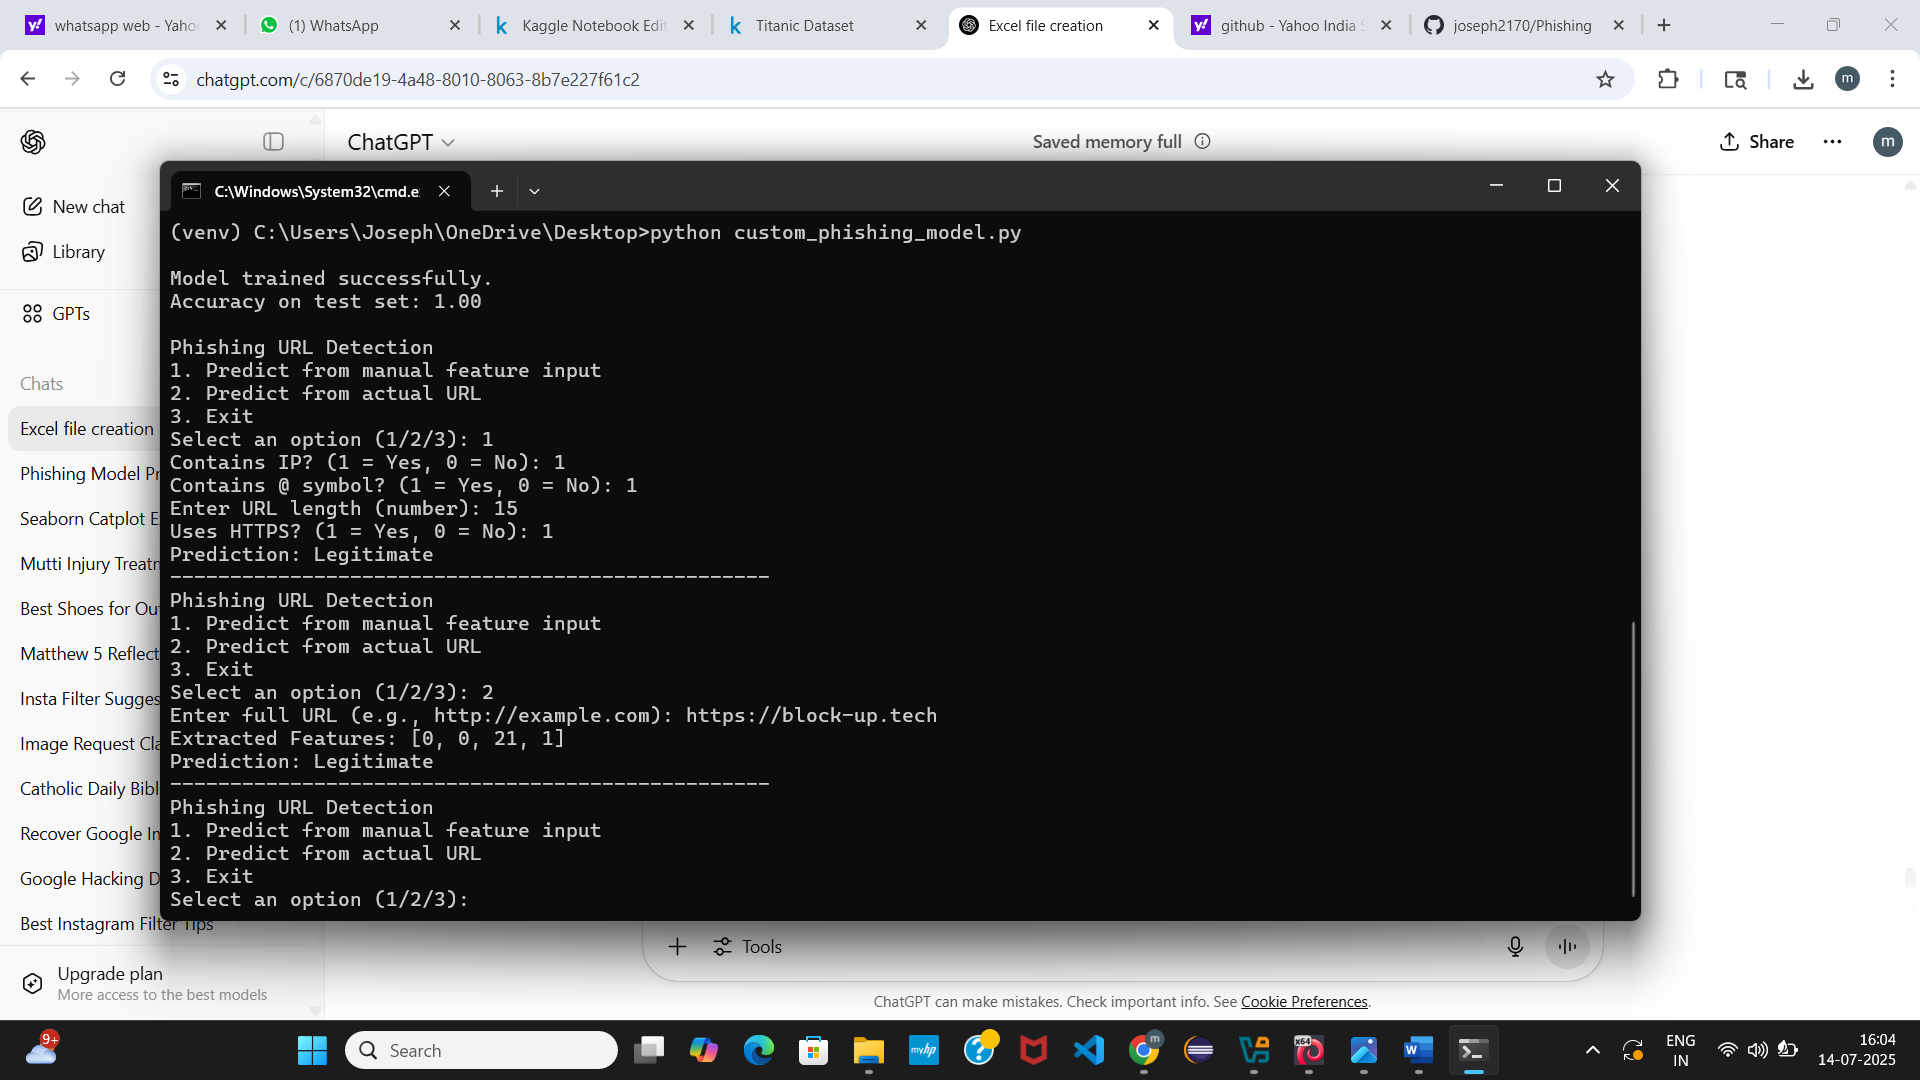 whatsapp web - Yaho
(1) WhatsApp
Kaggle Notebook Edi
Titanic Dataset
Excel file creation
github - Yahoo India S
joseph2170/Phishing
chatgpt.com/c/6870de19-4a48-8010-8063-8b7e227f61c2
m
ChatGPT
Saved memory full
Share
m
New chat
Library
GPTs
Chats
Excel file creation
Phishing Model Pr
Seaborn Catplot E
Mutti Injury Treatm
Best Shoes for Ou
Matthew 5 Reflect
Insta Filter Sugges
Image Request Cla
Catholic Daily Bibl
Recover Google In
Google Hacking D
Best Instagram Filter Tips
Upgrade plan
More access to the best models
C:\Windows\System32\cmd.e
(venv) C:\Users\Joseph\OneDrive\Desktop>python custom_phishing_model.py
Model trained successfully.
Accuracy on test set: 1.00
Phishing URL Detection
1. Predict from manual feature input
2. Predict from actual URL
3. Exit
Select an option (1/2/3): 1
Contains IP? (1 = Yes, 0 = No): 1
Contains @ symbol? (1 = Yes, 0 = No): 1
Enter URL length (number): 15
Uses HTTPS? (1 = Yes, 0 = No): 1
Prediction: Legitimate
--------------------------------------------------
Phishing URL Detection
1. Predict from manual feature input
2. Predict from actual URL
3. Exit
Select an option (1/2/3): 2
Enter full URL (e.g., http://example.com): https://block-up.tech
Extracted Features: [0, 0, 21, 1]
Prediction: Legitimate
--------------------------------------------------
Phishing URL Detection
1. Predict from manual feature input
2. Predict from actual URL
3. Exit
Select an option (1/2/3):
Tools
ChatGPT can make mistakes. Check important info. See Cookie Preferences.
9+
Search
myhp
m
X64
ENG
IN
16:04
14-07-2025